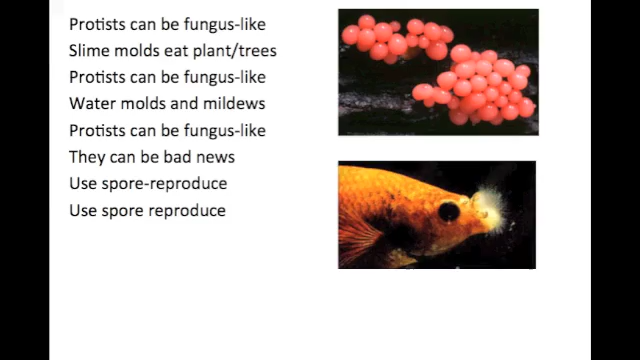 Protists can be fungus-like
Slime molds eat plant/trees
Protists can be fungus-like
Water molds and mildews
Protists can be fungus-like
They can be bad news
Use spore-reproduce
Use spore reproduce